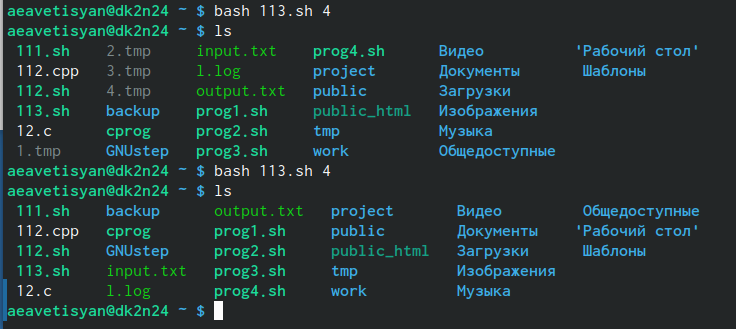 aeavetisyan@dk2n24 ~ $ bash 113.sh 4
aeavetisyan@dk2n24 ~ $ ls
111.sh 2.tmp input.txt prog4.sh Видео 'Рабочий стол'
112.cpp 3.tmp l.log project Документы Шаблоны
112.sh 4.tmp output.txt public Загрузки
113.sh backup prog1.sh public_html Изображения
12.c cprog prog2.sh tmp Музыка
1.tmp GNUstep prog3.sh work Общедоступные
aeavetisyan@dk2n24 ~ $ bash 113.sh 4
aeavetisyan@dk2n24 ~ $ ls
111.sh backup output.txt project Видео Общедоступные
112.cpp cprog prog1.sh public Документы 'Рабочий стол'
112.sh GNUstep prog2.sh public_html Загрузки Шаблоны
113.sh input.txt prog3.sh tmp Изображения
12.c l.log prog4.sh work Музыка
aeavetisyan@dk2n24 ~ $